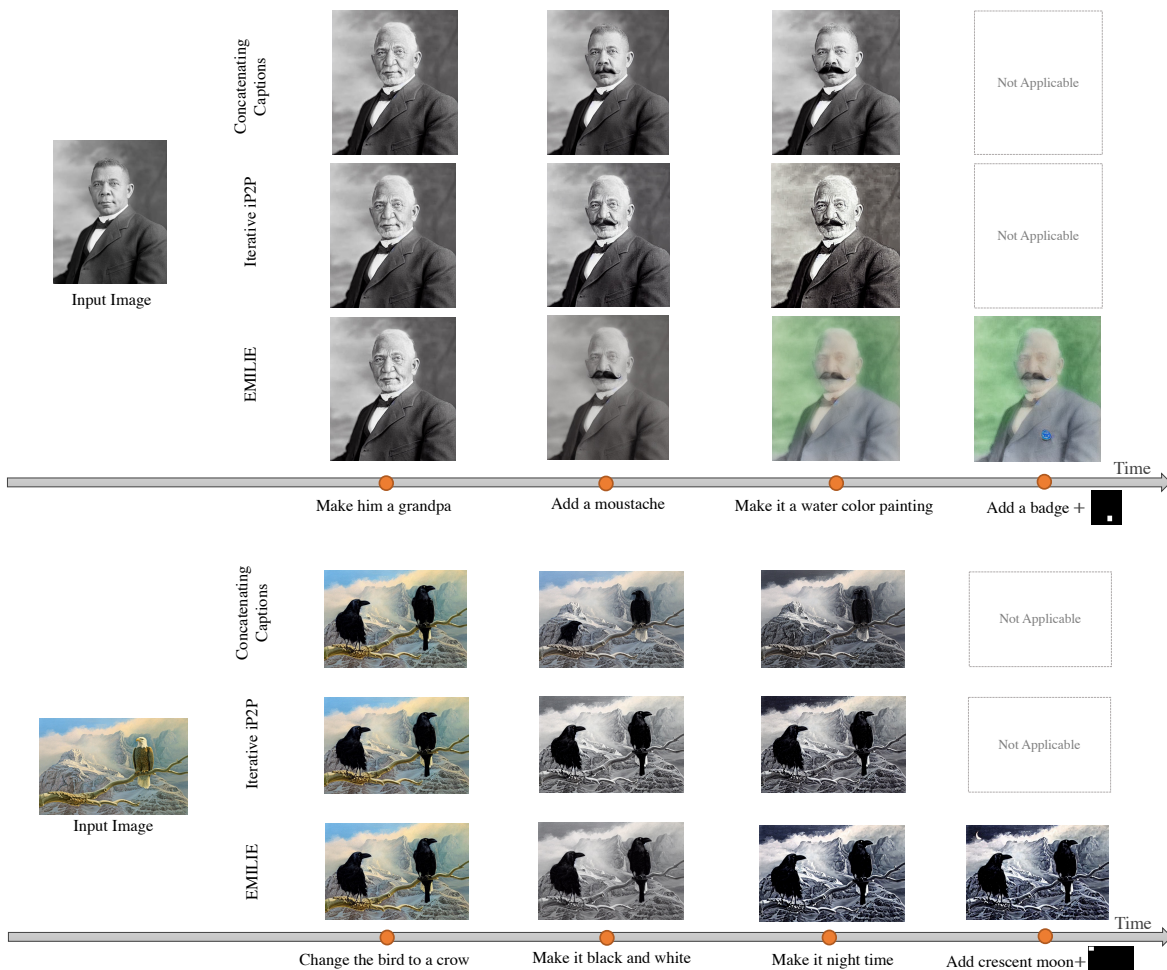 Concatenating
Captions
Not Applicable
Iterative iP2P
Not Applicable
Input Image
EMILIE
Time
Make him a grandpa
Add a moustache
Make it a water color painting
Add a badge +
Concatenating
Captions
Not Applicable
Iterative iP2P
Not Applicable
Input Image
EMILIE
Time
Change the bird to a crow
Make it black and white
Make it night time
Add crescent moon+